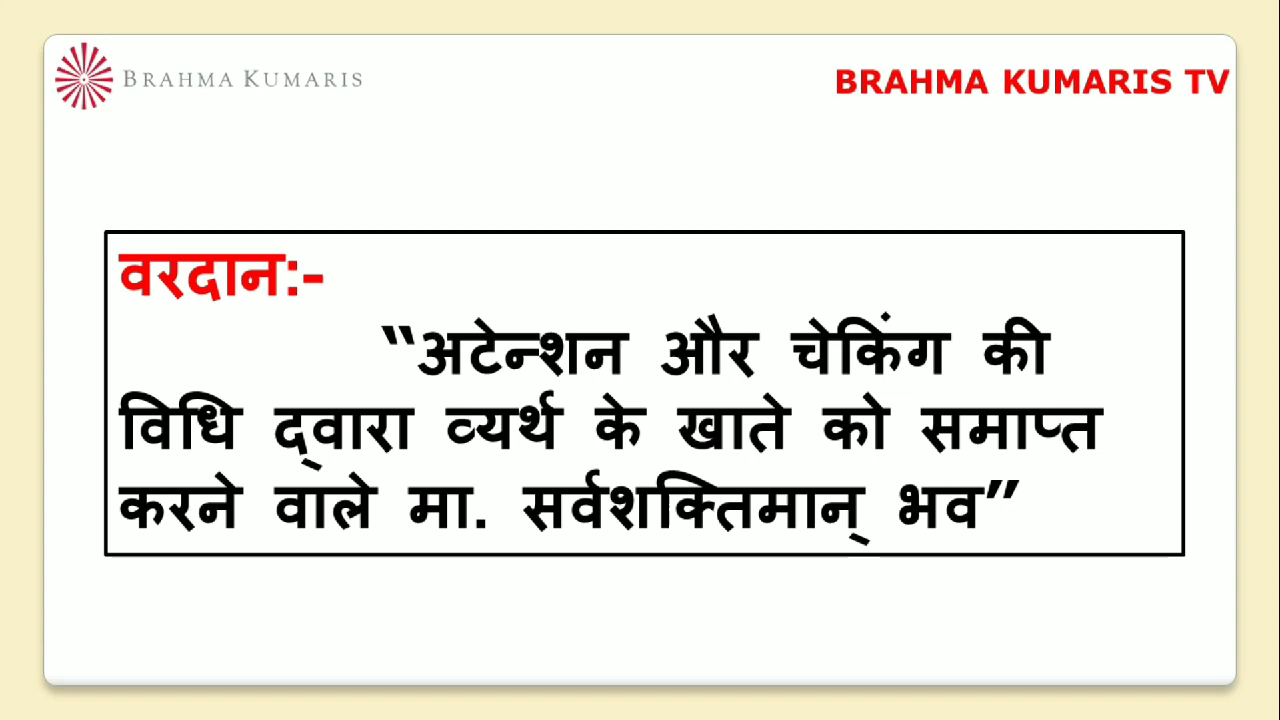 BRAHMA KUMARIS
BRAHMA KUMARIS TV
वरदान:-
“अटेन्शन और चेकिंग की
विधि द्वारा व्यर्थ के खाते को समाप्त
करने वाले मा. सर्वशक्तिमान् भव”